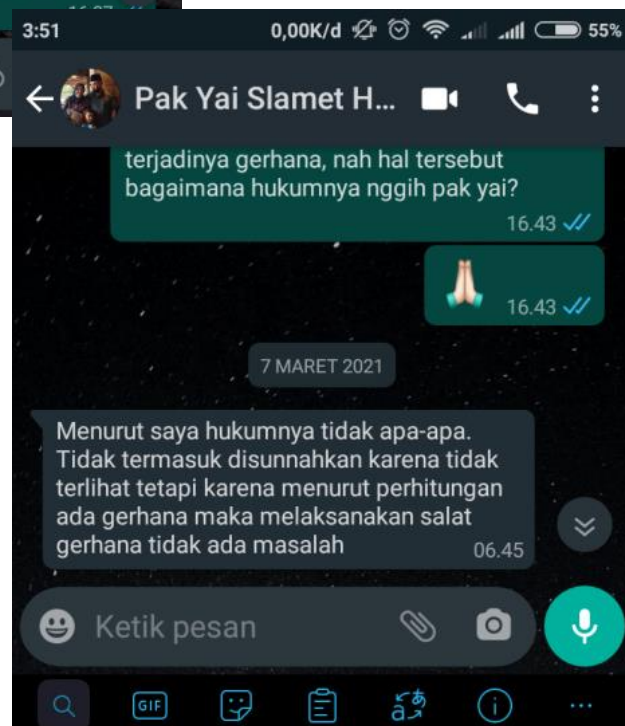 3:51 0,00K/d 55%
Pak Yai Slamet H...
terjadinya gerhana, nah hal tersebut
bagaimana hukumnya nggih pak yai?
16.43
16.43
7 MARET 2021
Menurut saya hukumnya tidak apa-apa.
Tidak termasuk disunnahkan karena tidak
terlihat tetapi karena menurut perhitungan
ada gerhana maka melaksanakan salat
gerhana tidak ada masalah
06.45
Ketik pesan
GIF